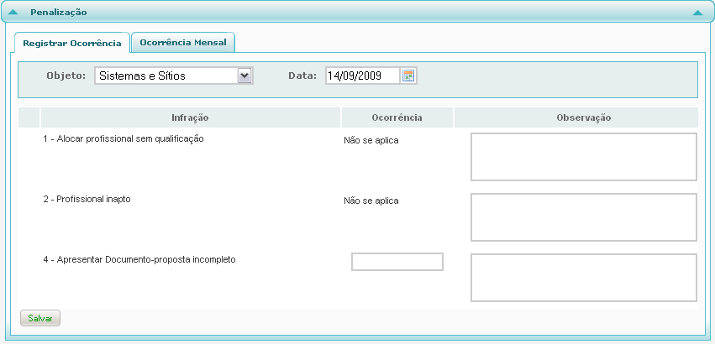 Penalização
Registrar Ocorrência Ocorrência Mensal
Objeto: Sistemas e Sítios Data: 14/09/2009
Infração Ocorrência Observação
1 - Alocar profissional sem qualificação Não se aplica
2 - Profissional inapto Não se aplica
4 - Apresentar Documento-proposta incompleto
Salvar